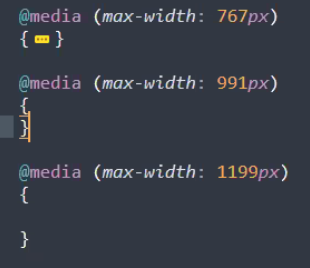 @media (max-width: 767px)
{ }
@media (max-width: 991px)
{
}
@media (max-width: 1199px)
{
}